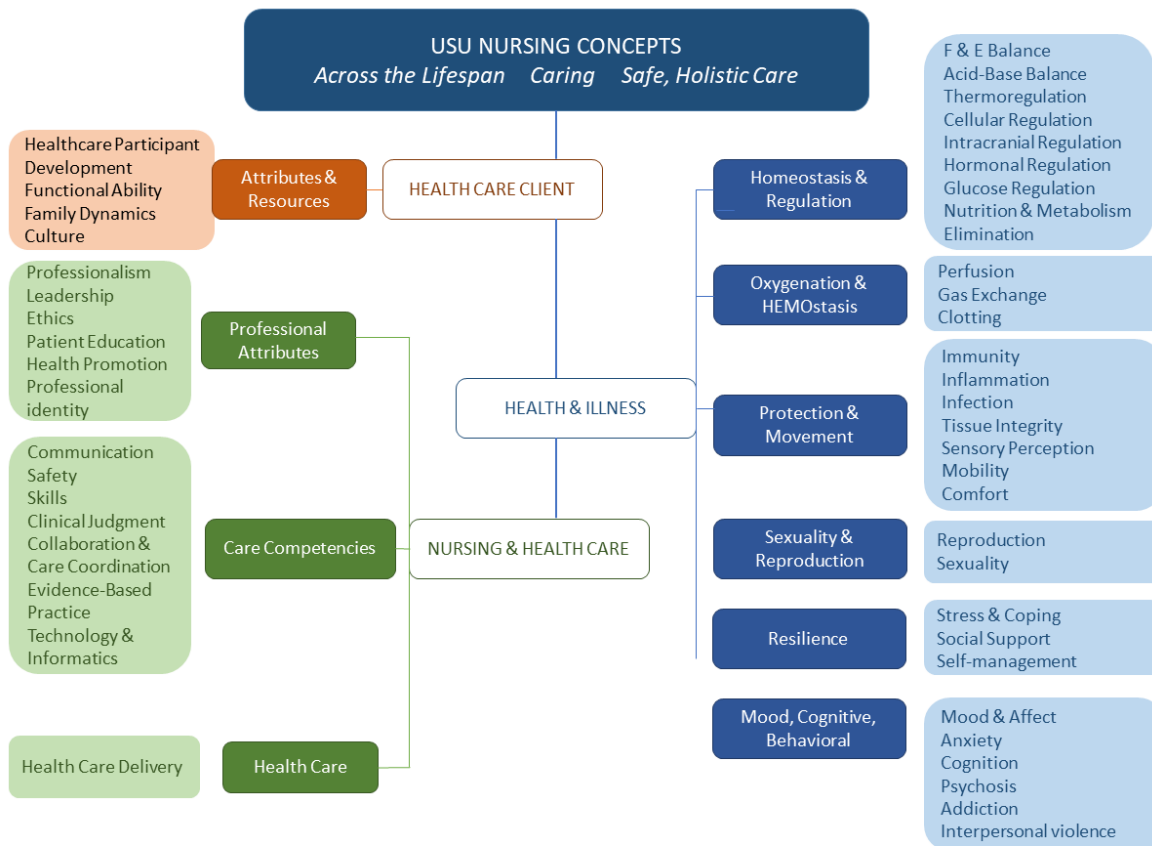 USU NURSING CONCEPTS
Across the Lifespan Caring Safe, Holistic Care
HEALTH CARE CLIENT
Attributes &
Resources
Healthcare Participant
Development
Functional Ability
Family Dynamics
Culture
HEALTH & ILLNESS
Homeostasis &
Regulation
F & E Balance
Acid-Base Balance
Thermoregulation
Cellular Regulation
Intracranial Regulation
Hormonal Regulation
Glucose Regulation
Nutrition & Metabolism
Elimination
Oxygenation &
HEMOstasis
Perfusion
Gas Exchange
Clotting
Protection &
Movement
Immunity
Inflammation
Infection
Tissue Integrity
Sensory Perception
Mobility
Comfort
Sexuality &
Reproduction
Reproduction
Sexuality
Resilience
Stress & Coping
Social Support
Self-management
Mood, Cognitive,
Behavioral
Mood & Affect
Anxiety
Cognition
Psychosis
Addiction
Interpersonal violence
NURSING & HEALTH CARE
Professional
Attributes
Professionalism
Leadership
Ethics
Patient Education
Health Promotion
Professional
identity
Care Competencies
Communication
Safety
Skills
Clinical Judgment
Collaboration &
Care Coordination
Evidence-Based
Practice
Technology &
Informatics
Health Care
Health Care Delivery